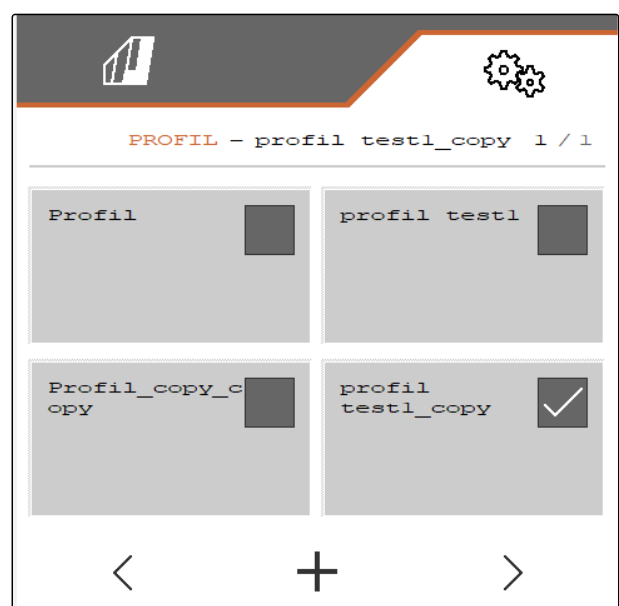 PROFIL – profil test1_copy 1/1
Profil
profil test1
Profil_copy_c
opy
profil
test1_copy